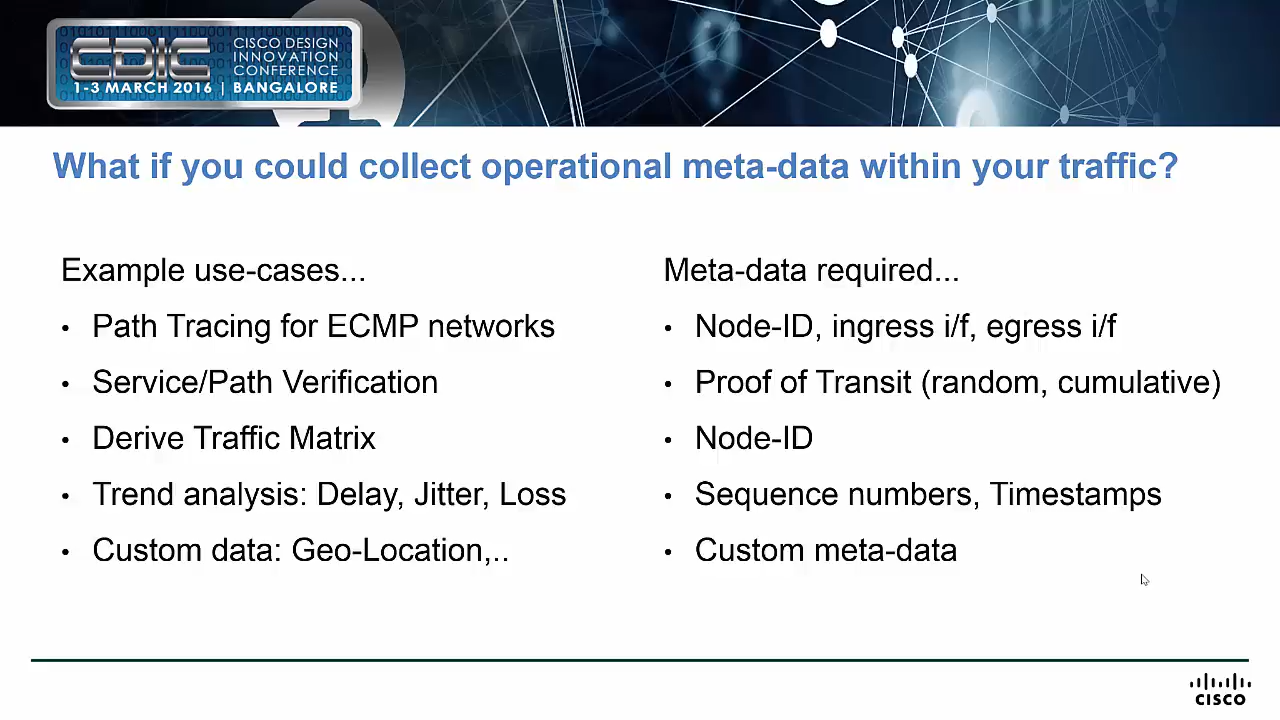 CDIC
CISCO DESIGN
INNOVATION
CONFERENCE
1-3 MARCH 2016 | BANGALORE
What if you could collect operational meta-data within your traffic?
Example use-cases...
• Path Tracing for ECMP networks
• Service/Path Verification
• Derive Traffic Matrix
• Trend analysis: Delay, Jitter, Loss
• Custom data: Geo-Location,..
Meta-data required...
• Node-ID, ingress i/f, egress i/f
• Proof of Transit (random, cumulative)
• Node-ID
• Sequence numbers, Timestamps
• Custom meta-data
CISCO